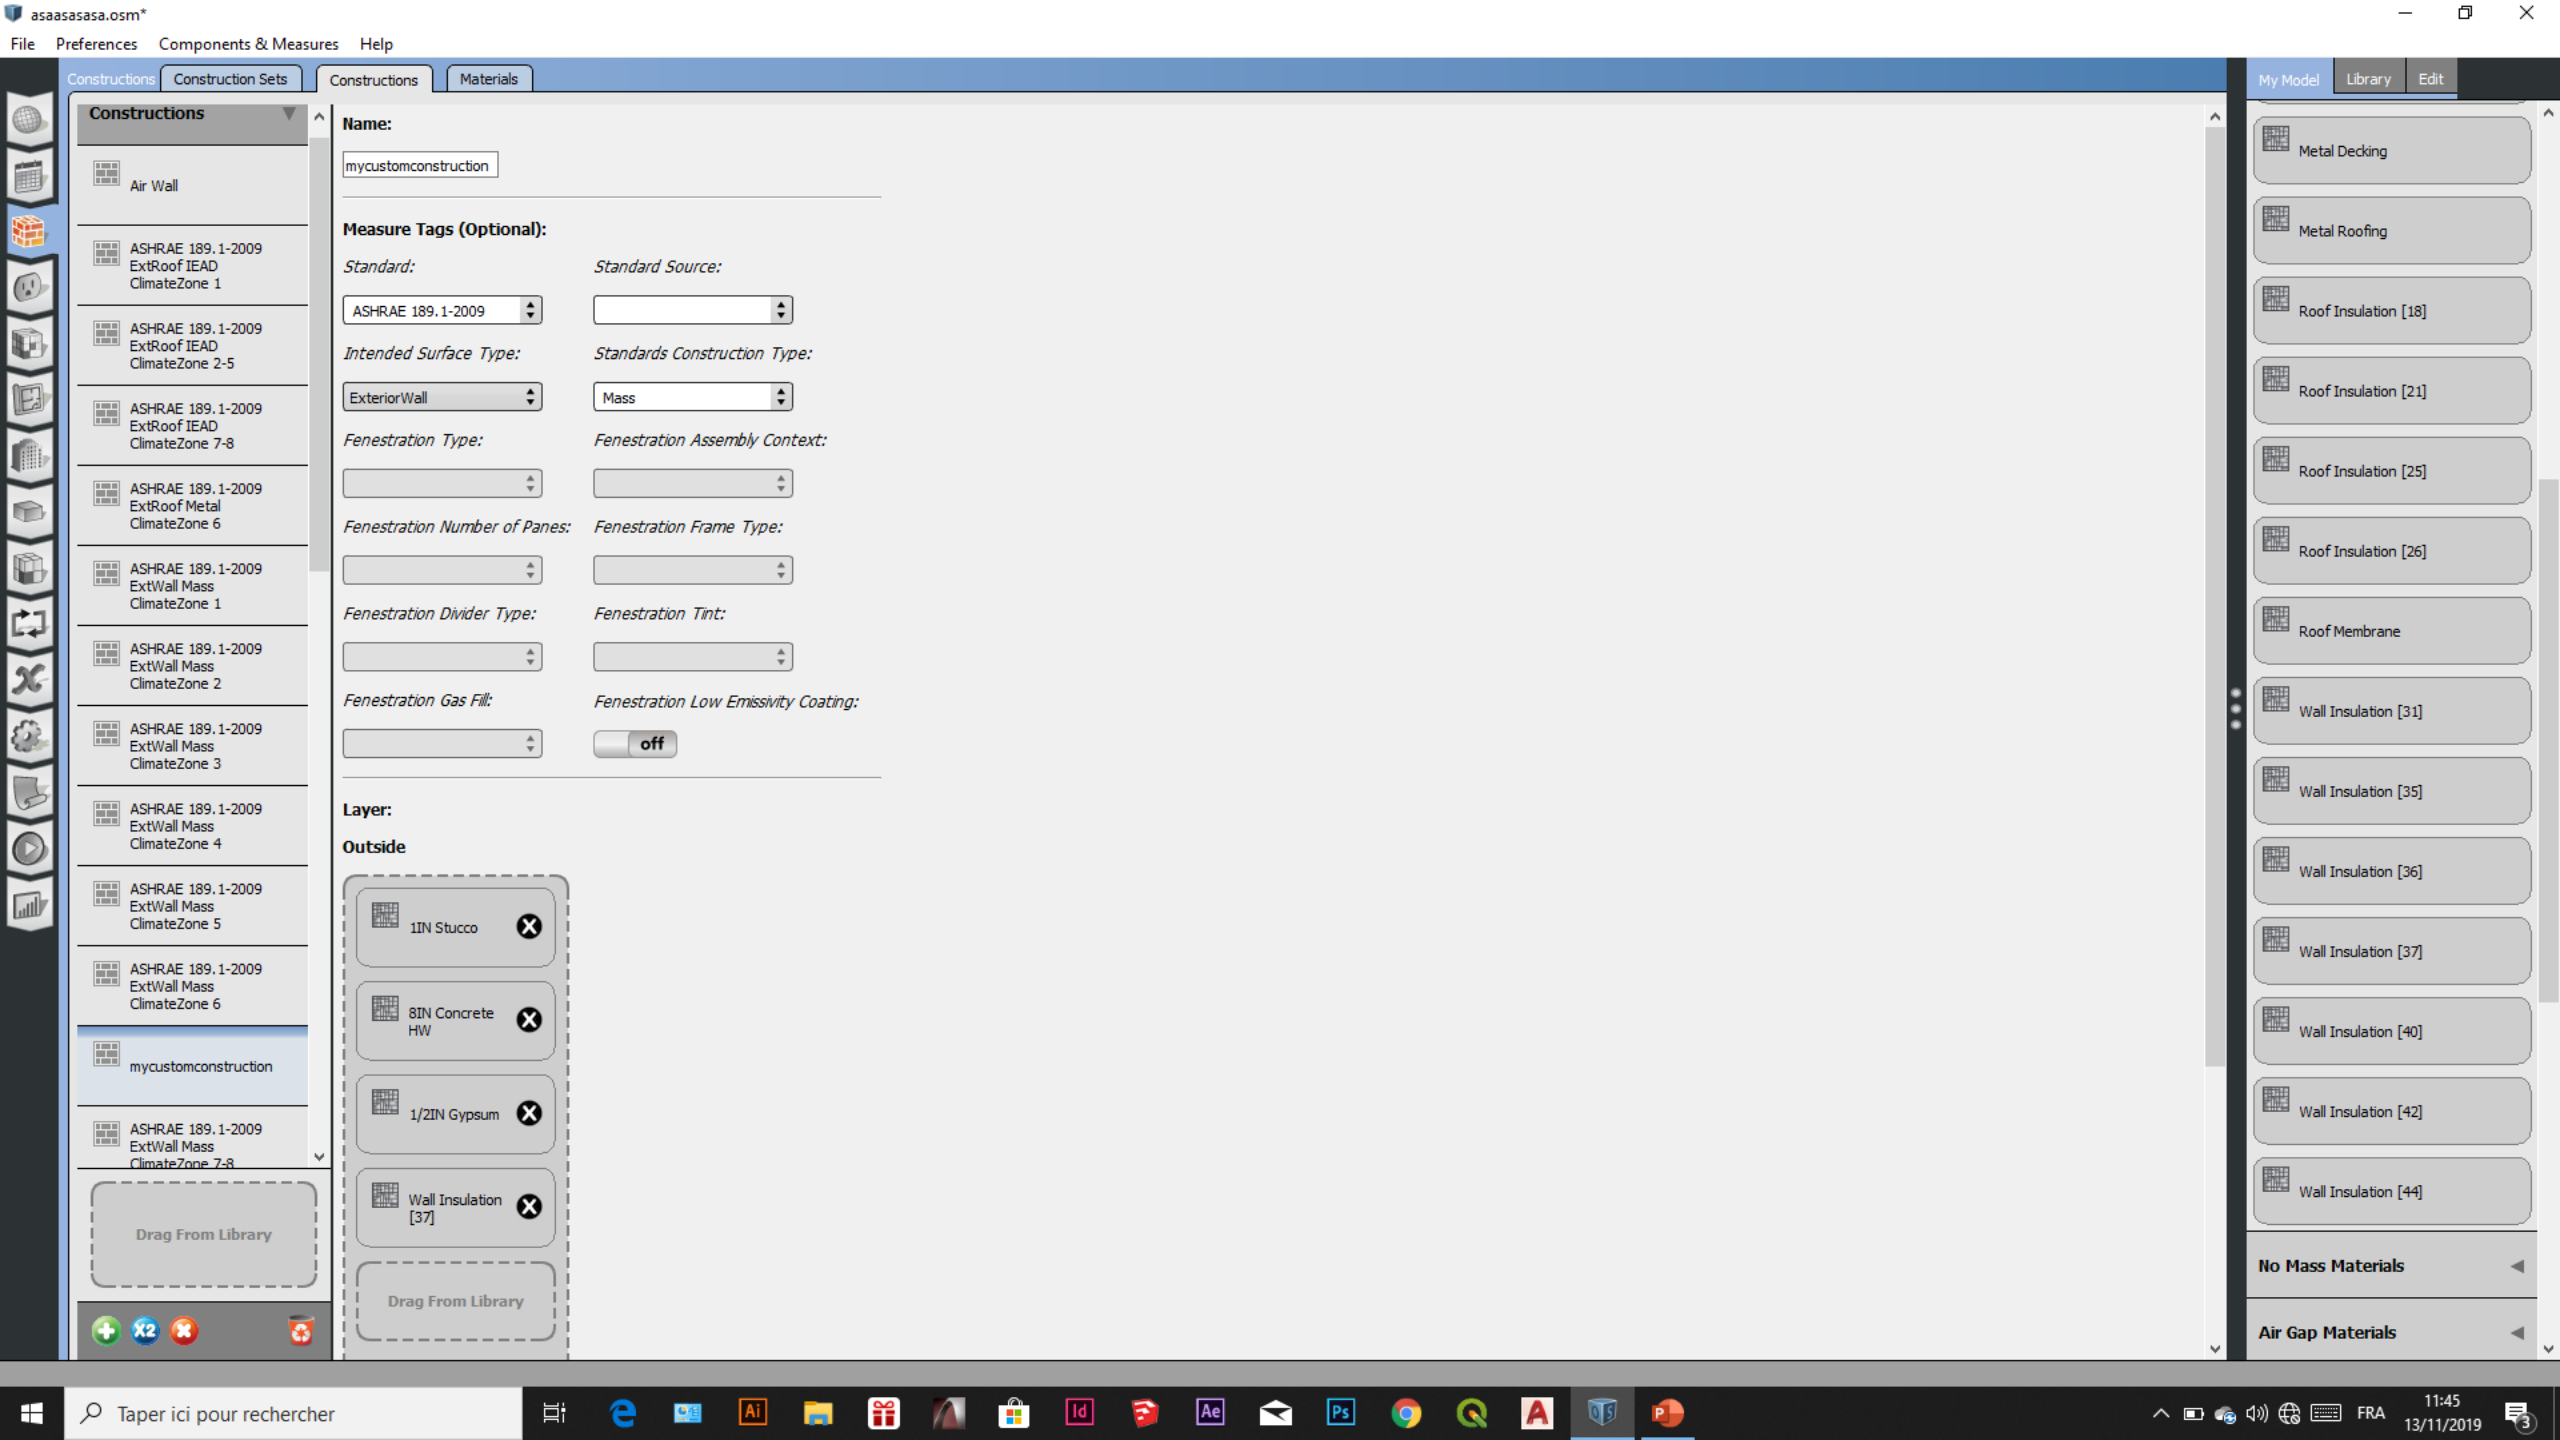 asaasasasa.osm*
File Preferences Components & Measures Help
Constructions Construction Sets Constructions Materials
My Model Library Edit
Constructions
Air Wall
ASHRAE 189.1-2009
ExtRoof IEAD
ClimateZone 1
ASHRAE 189.1-2009
ExtRoof IEAD
ClimateZone 2-5
ASHRAE 189.1-2009
ExtRoof IEAD
ClimateZone 7-8
ASHRAE 189.1-2009
ExtRoof Metal
ClimateZone 6
ASHRAE 189.1-2009
ExtWall Mass
ClimateZone 1
ASHRAE 189.1-2009
ExtWall Mass
ClimateZone 2
ASHRAE 189.1-2009
ExtWall Mass
ClimateZone 3
ASHRAE 189.1-2009
ExtWall Mass
ClimateZone 4
ASHRAE 189.1-2009
ExtWall Mass
ClimateZone 5
ASHRAE 189.1-2009
ExtWall Mass
ClimateZone 6
mycustomconstruction
ASHRAE 189.1-2009
ExtWall Mass
ClimateZone 7-8
Drag From Library
X2
Name:
mycustomconstruction
Measure Tags (Optional):
Standard: Standard Source:
ASHRAE 189.1-2009
Intended Surface Type: Standards Construction Type:
ExteriorWall Mass
Fenestration Type: Fenestration Assembly Context:
Fenestration Number of Panes: Fenestration Frame Type:
Fenestration Divider Type: Fenestration Tint:
Fenestration Gas Fill: Fenestration Low Emissivity Coating:
off
Layer:
Outside
1IN Stucco
8IN Concrete
HW
1/2IN Gypsum
Wall Insulation
[37]
Drag From Library
Metal Decking
Metal Roofing
Roof Insulation [18]
Roof Insulation [21]
Roof Insulation [25]
Roof Insulation [26]
Roof Membrane
Wall Insulation [31]
Wall Insulation [35]
Wall Insulation [36]
Wall Insulation [37]
Wall Insulation [40]
Wall Insulation [42]
Wall Insulation [44]
No Mass Materials
Air Gap Materials
Taper ici pour rechercher
Ai
Id
Ae
Ps
FRA
11:45
13/11/2019
3